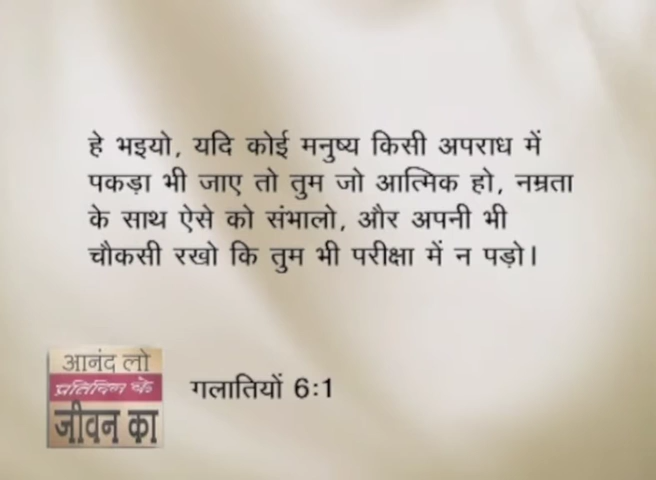 हे भइयो, यदि कोई मनुष्य किसी अपराध में
पकड़ा भी जाए तो तुम जो आत्मिक हो, नम्रता
के साथ ऐसे को संभालो, और अपनी भी
चौकसी रखो कि तुम भी परीक्षा में न पड़ो।
आनंद लो
प्रतिदिन के
जीवन का
गलातियों 6:1